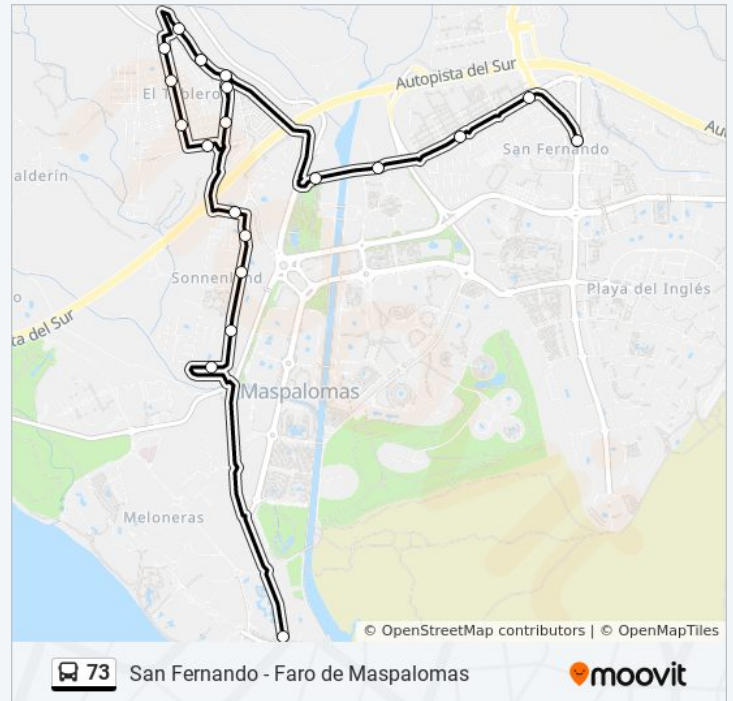 Autopista del Sur
El Tablero
Au
San Fernando
alderín
Sonnenland
Playa del Inglés
o
ta del Sur
Maspalomas
Meloneras
© OpenStreetMap contributors | © OpenMapTiles
73 San Fernando - Faro de Maspalomas
moovit